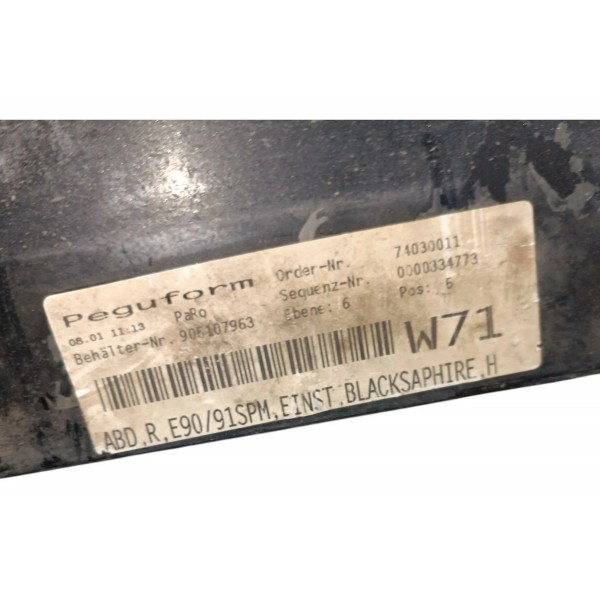 Peguform Order-Nr. 74030011
08.01 11:13 PaRo Sequenz-Nr. 0000334773
Behälter-Nr. 906107963 Ebene: 6 Pos: 5
W71
ABD.R.E90/91SPM,EINST.BLACKSAPHIRE.H